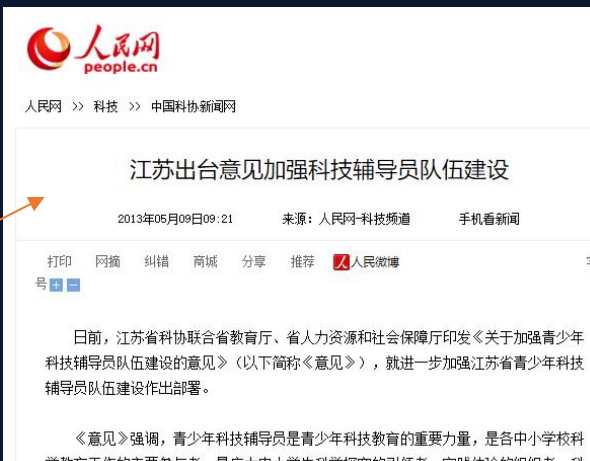 人民网
people.cn
人民网 >> 科技 >> 中国科协新闻网
江苏出台意见加强科技辅导员队伍建设
2013年05月09日09:21 来源：人民网-科技频道 手机看新闻
打印 网摘 纠错 商城 分享 推荐 人民微博
号
日前，江苏省科协联合省教育厅、省人力资源和社会保障厅印发《关于加强青少年
科技辅导员队伍建设的意见》（以下简称《意见》），就进一步加强江苏省青少年科技
辅导员队伍建设作出部署。
《意见》强调，青少年科技辅导员是青少年科技教育的重要力量，是各中小学校科